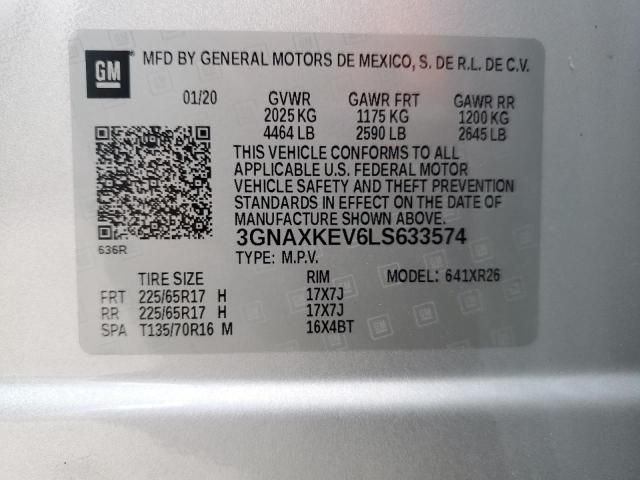 GM
MFD BY GENERAL MOTORS DE MEXICO, S. DE R.L. DE C.V.
01/20 GVWR GAWR FRT GAWR RR
2025 KG 1175 KG 1200 KG
4464 LB 2590 LB 2645 LB
THIS VEHICLE CONFORMS TO ALL
APPLICABLE U.S. FEDERAL MOTOR
VEHICLE SAFETY AND THEFT PREVENTION
STANDARDS IN EFFECT ON THE DATE OF
MANUFACTURE SHOWN ABOVE.
3GNAXKEV6LS633574
636R
TYPE: M.P.V.
TIRE SIZE RIM MODEL: 641XR26
FRT 225/65R17 H 17X7J
RR 225/65R17 H 17X7J
SPA T135/70R16 M 16X4BT